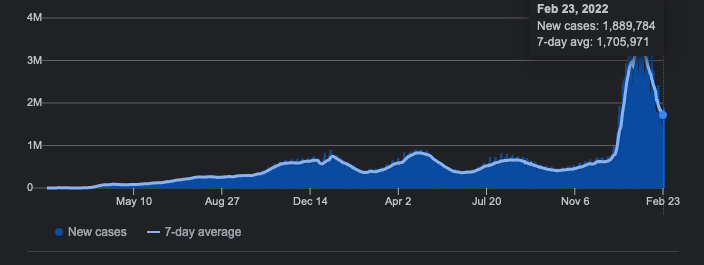 Feb 23, 2022
New cases: 1,889,784
7-day avg: 1,705,971
4M
3M
2M
1M
0
May 10 Aug 27 Dec 14 Apr 2 Jul 20 Nov 6 Feb 23
New cases 7-day average